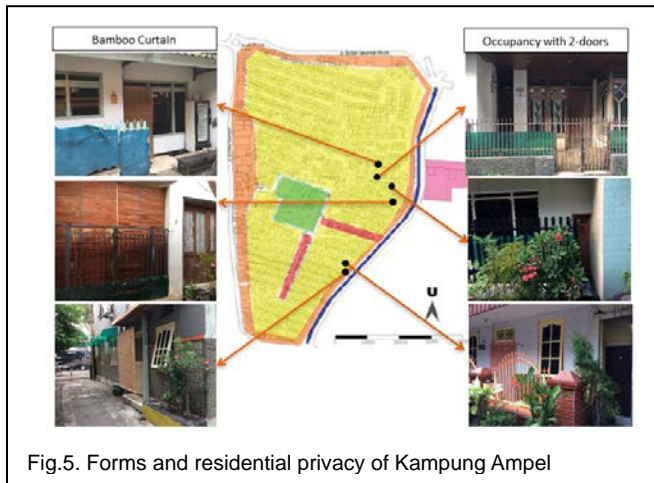 Bamboo Curtain
Occupancy with 2-doors
U
Fig.5. Forms and residential privacy of Kampung Ampel